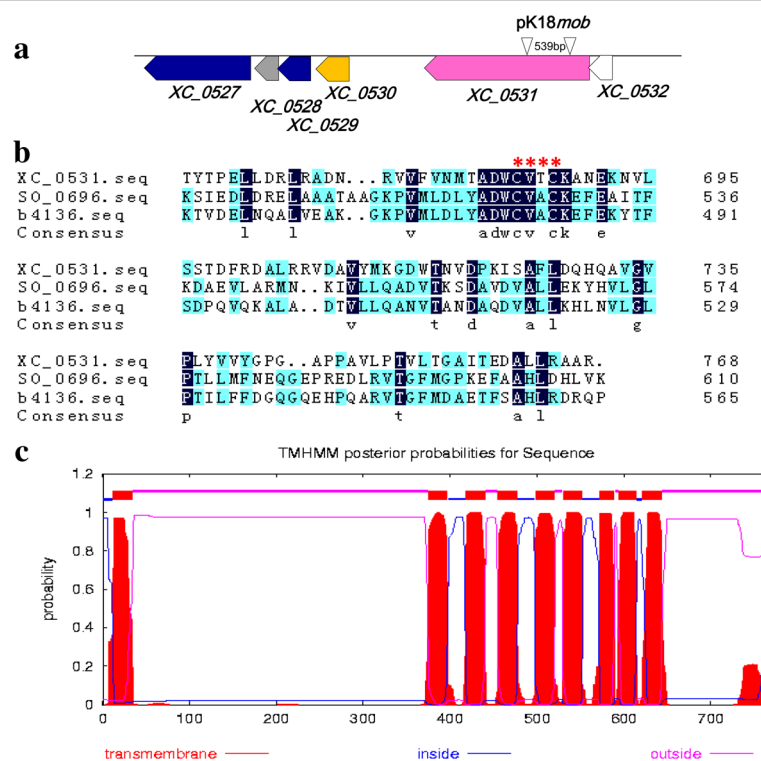 a
pK18mob
539bp
XC_0527
XC_0528
XC_0529
XC_0530
XC_0531
XC_0532
b
****
XC_0531.seq TYTPELLDRLRADN...RVVFVNMTADWCVTCKANEKNVL 695
SO_0696.seq KSIEDLDRELAAATAAGKPVMLDLYADWCVACKEFEAITF 536
b4136.seq KTVDELNQALVEAK..GKPVMLDLYADWCVACKEFEKYTF 491
Consensus l l v adwcv ck e
XC_0531.seq SSTDFRDALRRVDAVYMKGDWTNVDPKISAFLDQHQAVGV 735
SO_0696.seq KDAEVLARMN..KIVLLQADVTKSDAVDVALLEKYHVLGL 574
b4136.seq SDPQVQKALA..DTVLLQANVTANDAQDVALLKHLNVLGL 529
Consensus v t d a l g
XC_0531.seq PLYVVYGPG..APPAVLPTVLTGAITEDALLRAAR. 768
SO_0696.seq PTLLMFNEQGEPREDLRVTGFMGPKEFAAHLDHLVK 610
b4136.seq PTILFFDGQGQEHPQARVTGFMDAETFSAHLRDRQP 565
Consensus p t a l
c
TMHMM posterior probabilities for Sequence
probability
1.2
1
0.8
0.6
0.4
0.2
0
0 100 200 300 400 500 600 700
transmembrane
inside
outside